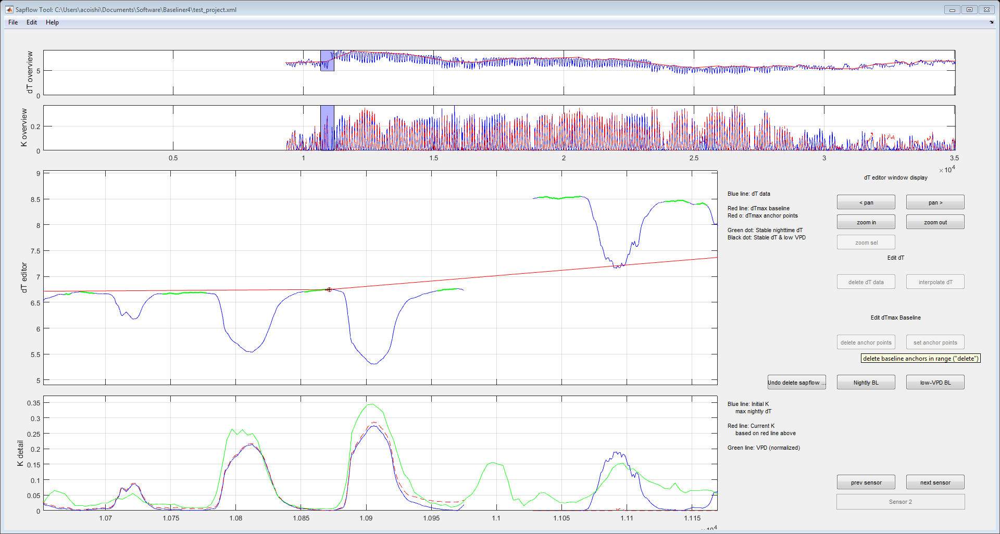 Sapflow Tool: C:\Users\acoishi\Documents\Software\Baseliner4\test_project.xml
File Edit Help
dT overview
5
0
K overview
0.2
0
0.5 1 1.5 2 2.5 3 3.5
×10^4
dT editor
9
8.5
8
7.5
7
6.5
6
5.5
5
Blue line: dT data
Red line: dTmax baseline
Red o: dTmax anchor points
Green dot: Stable nighttime dT
Black dot: Stable dT & low VPD
dT editor window display
< pan pan >
zoom in zoom out
zoom sel
Edit dT
delete dT data interpolate dT
Edit dTmax Baseline
delete anchor points set anchor points
delete baseline anchors in range ("delete")
Undo delete sapflow ... Nightly BL low-VPD BL
K detail
0.35
0.3
0.25
0.2
0.15
0.1
0.05
0
1.07 1.075 1.08 1.085 1.09 1.095 1.1 1.105 1.11 1.115
Blue line: Initial K
max nightly dT
Red line: Current K
based on red line above
Green line: VPD (normalized)
prev sensor next sensor
Sensor 2